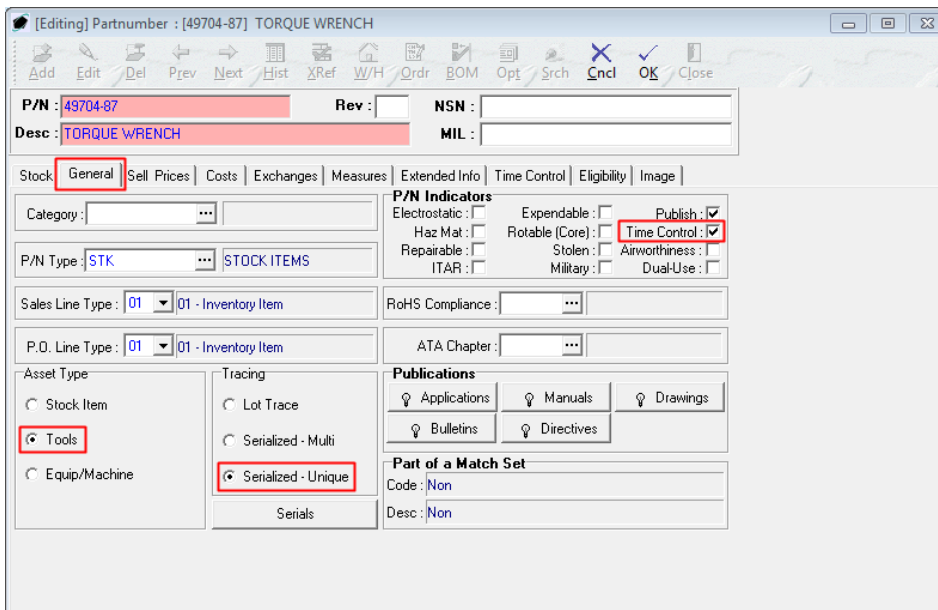 [Editing] Partnumber : [49704-87] TORQUE WRENCH
Add Edit Del Prev Next Hist XRef W/H Ordr BOM Opt Srch Cncl OK Close
P/N : 49704-87 Rev : NSN :
Desc : TORQUE WRENCH MIL :
Stock General Sell Prices Costs Exchanges Measures Extended Info Time Control Eligibility Image
P/N Indicators
Category : ... Electrostatic : Expendable : Publish :
Haz Mat : Rotable (Core) : Time Control :
P/N Type : STK ... STOCK ITEMS Repairable : Stolen : Airworthiness :
ITAR : Military : Dual-Use :
Sales Line Type : 01 01 - Inventory Item RoHS Compliance : ...
P.O. Line Type : 01 01 - Inventory Item ATA Chapter : ...
Asset Type Tracing Publications
Stock Item Lot Trace Applications Manuals Drawings
Tools Serialized - Multi Bulletins Directives
Equip/Machine Serialized - Unique Part of a Match Set
Code : Non
Serials Desc : Non